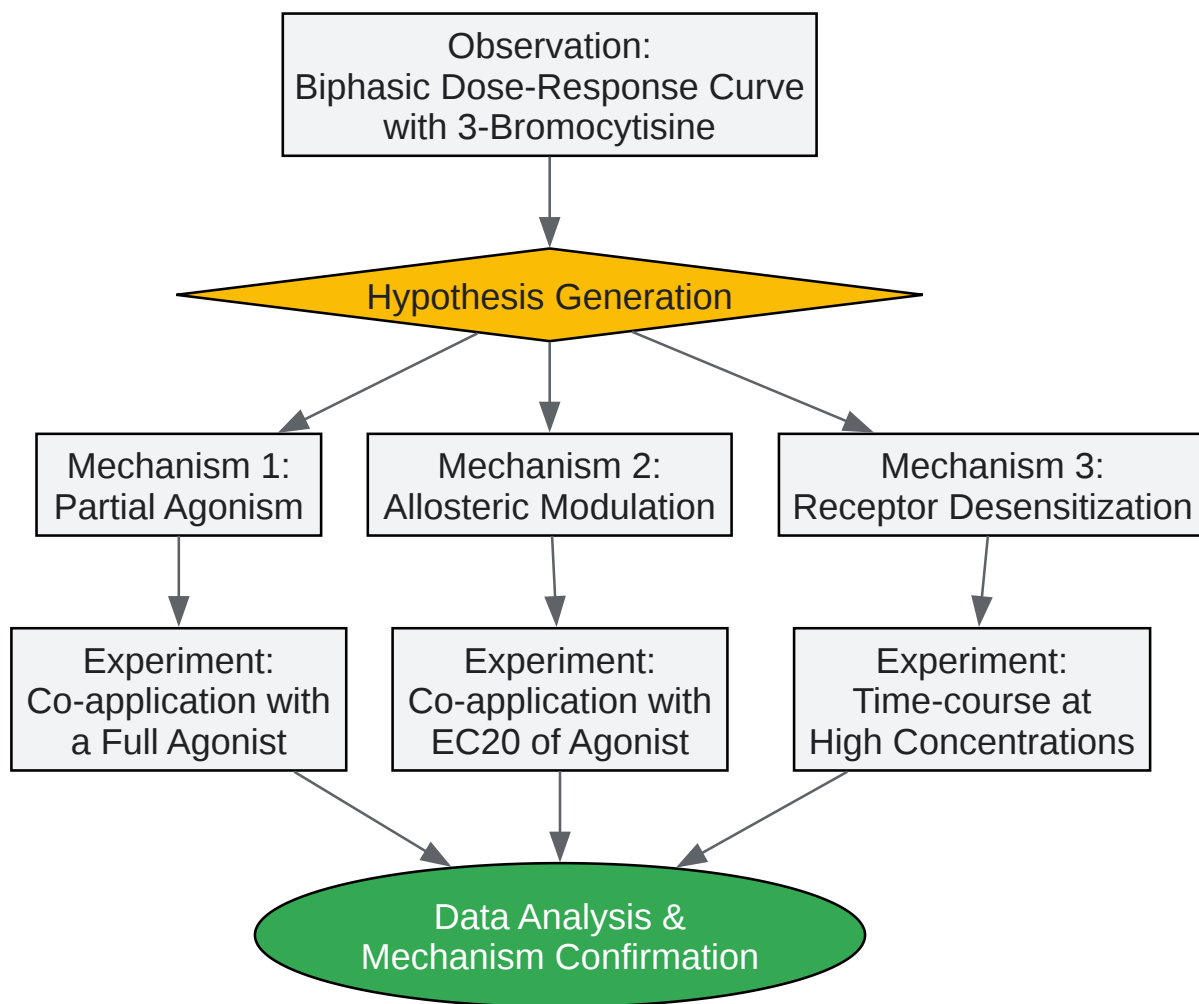 Observation:
Biphasic Dose-Response Curve
with 3-Bromocytisine
Hypothesis Generation
Mechanism 1:
Partial Agonism
Mechanism 2:
Allosteric Modulation
Mechanism 3:
Receptor Desensitization
Experiment:
Co-application with
a Full Agonist
Experiment:
Co-application with
EC20 of Agonist
Experiment:
Time-course at
High Concentrations
Data Analysis &
Mechanism Confirmation